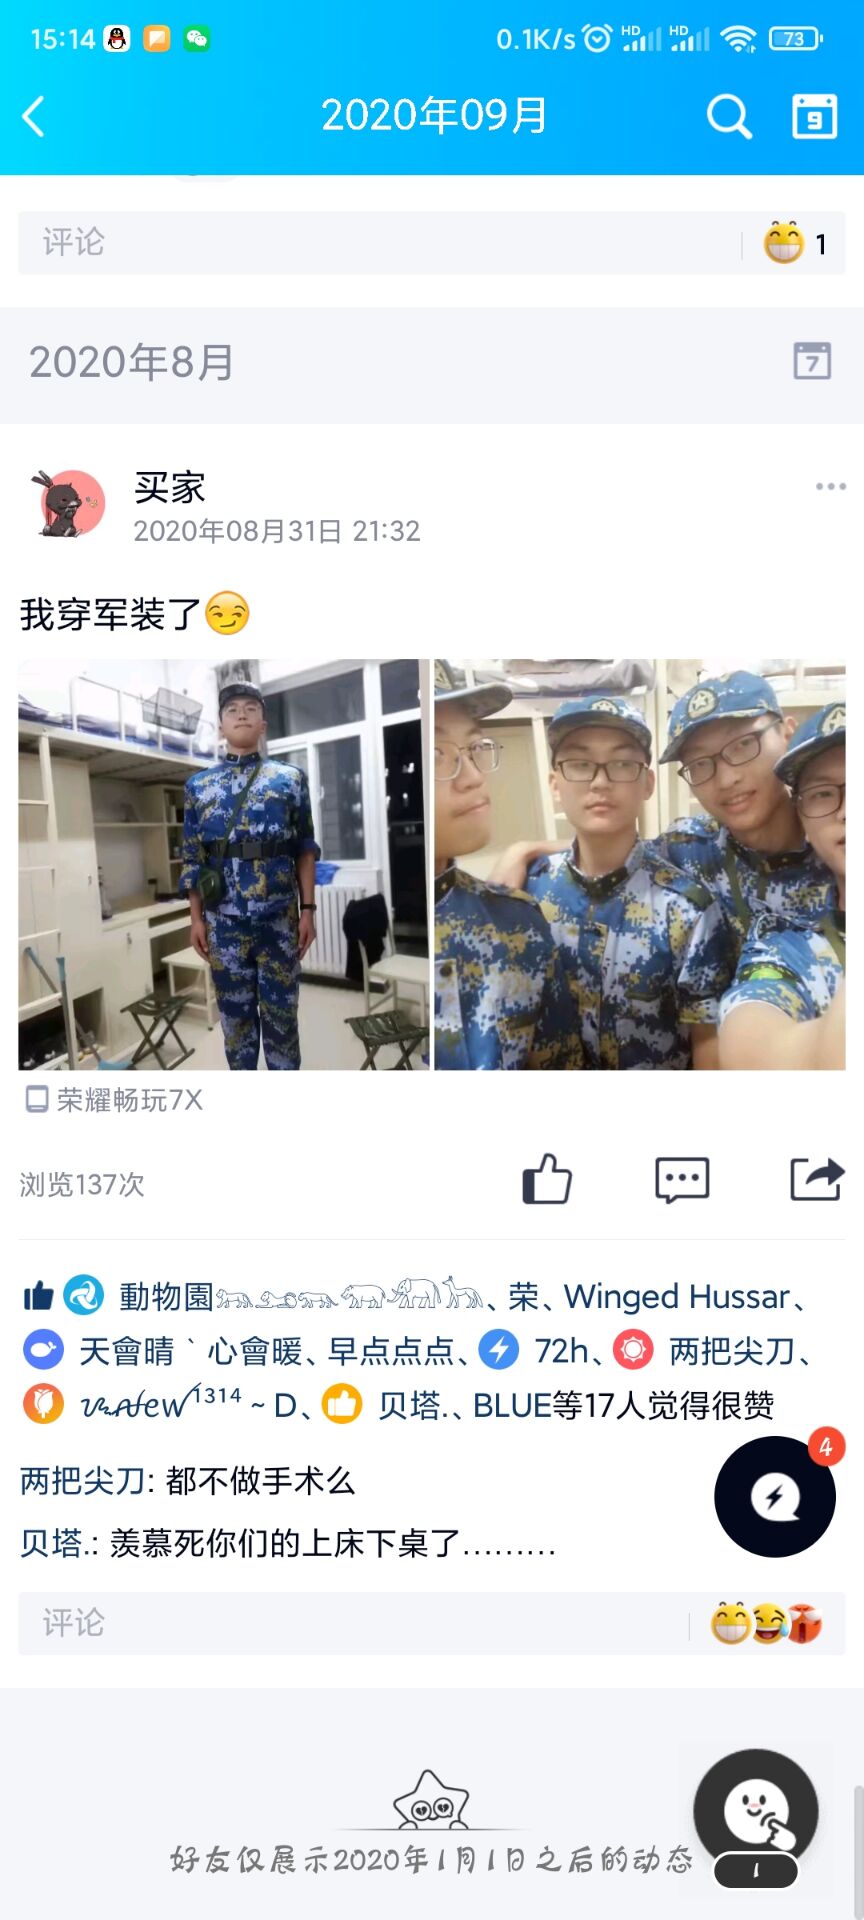 15:14
0.1K/s HD HD 73
2020年09月
9
评论
1
2020年8月
7
买家
2020年08月31日 21:32
我穿军装了😏
荣耀畅玩7X
浏览137次
動物園、荣、Winged Hussar、
天會晴ˋ心會暖、早点点点、72h、两把尖刀、
1314 ~ D、贝塔.、BLUE等17人觉得很赞
4
两把尖刀: 都不做手术么
贝塔.: 羡慕死你们的上床下桌了………
评论
好友仅展示2020年1月1日之后的动态
1